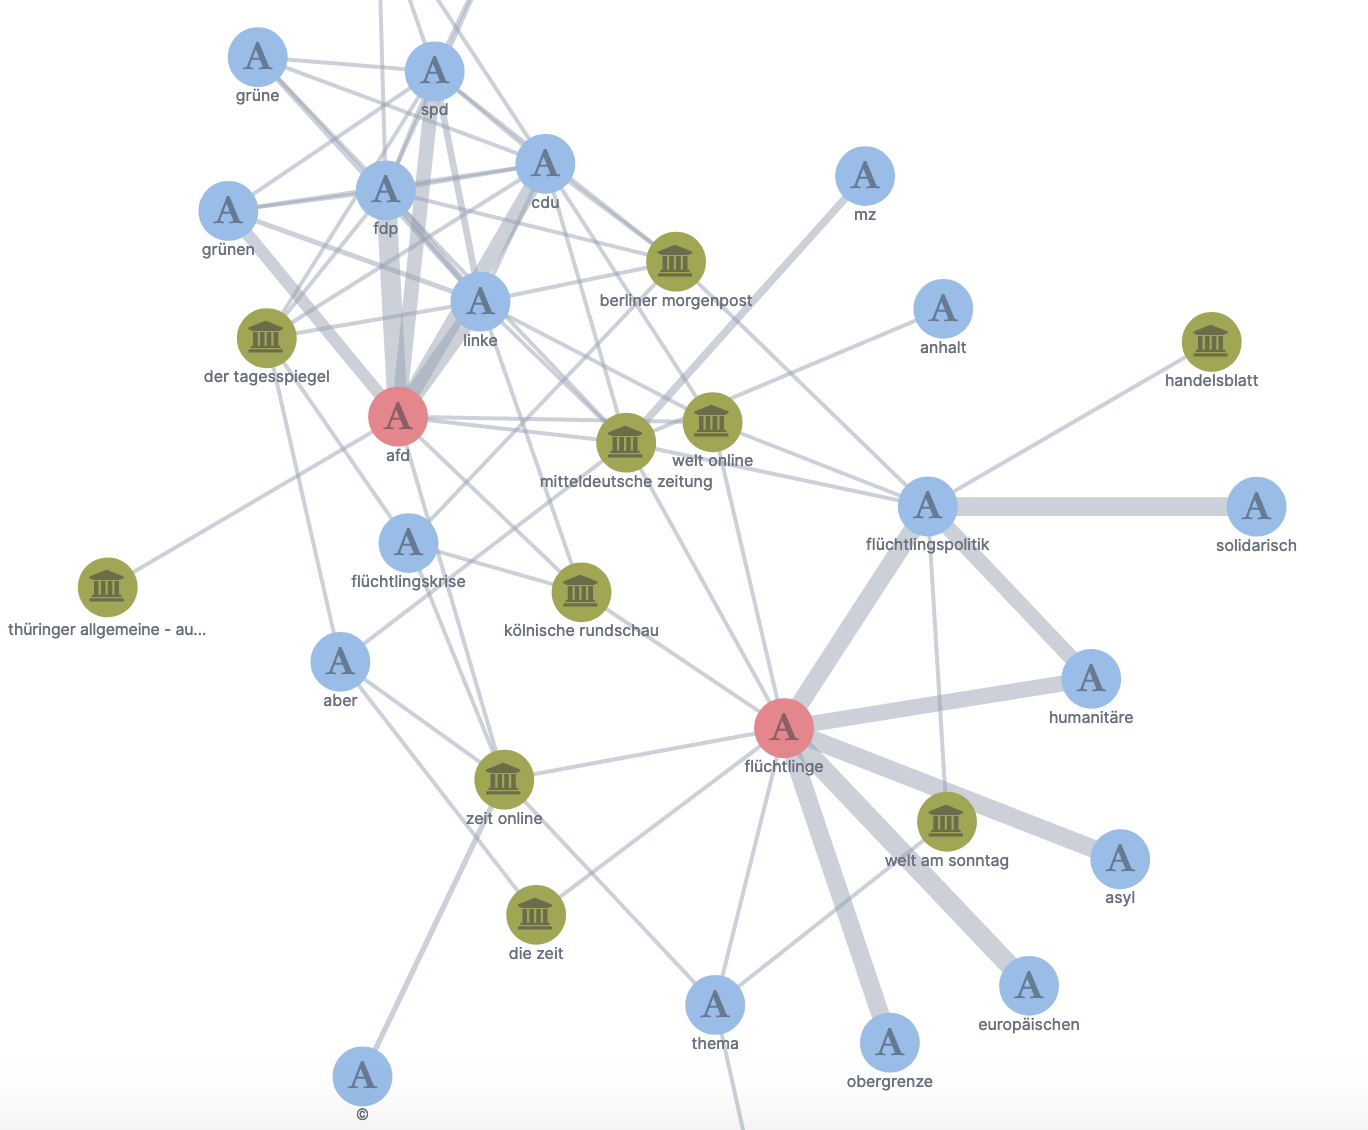 A
grüne
A
spd
A
cdu
A
fdp
A
grünen
A
mz
berliner morgenpost
A
linke
A
anhalt
der tagesspiegel
handelsblatt
A
afd
welt online
mitteldeutsche zeitung
A
flüchtlingspolitik
A
solidarisch
A
flüchtlingskrise
thüringer allgemeine - au...
kölnische rundschau
A
aber
A
humanitäre
A
flüchtlinge
zeit online
welt am sonntag
A
asyl
die zeit
A
europäischen
A
thema
A
obergrenze
A
©